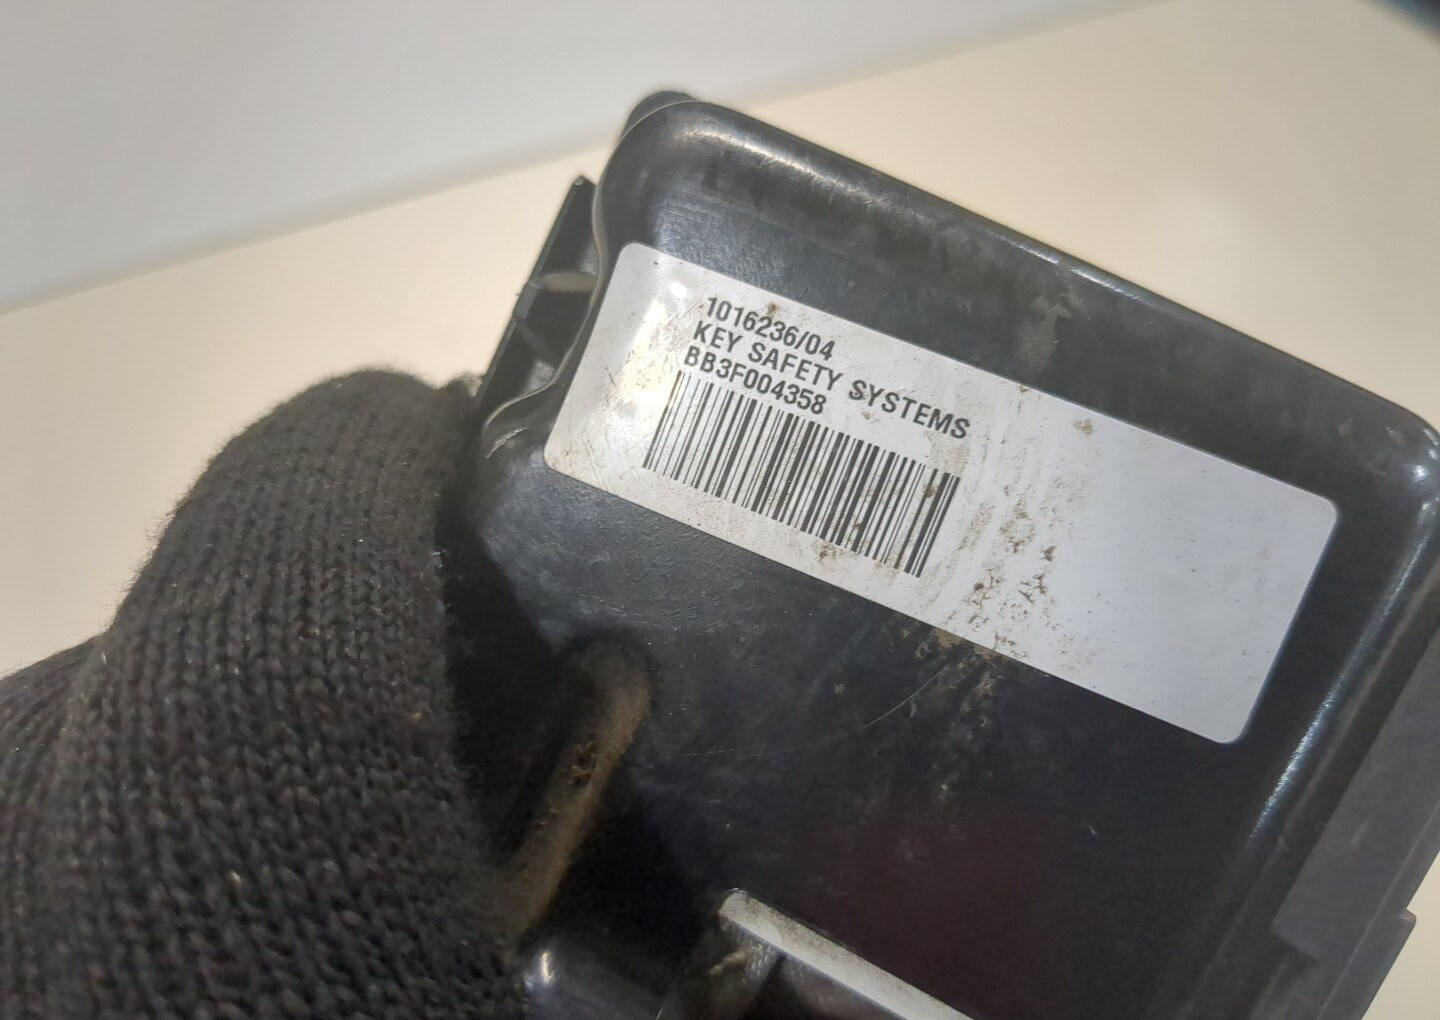 1016236/04
KEY SAFETY SYSTEMS
BB3F004358